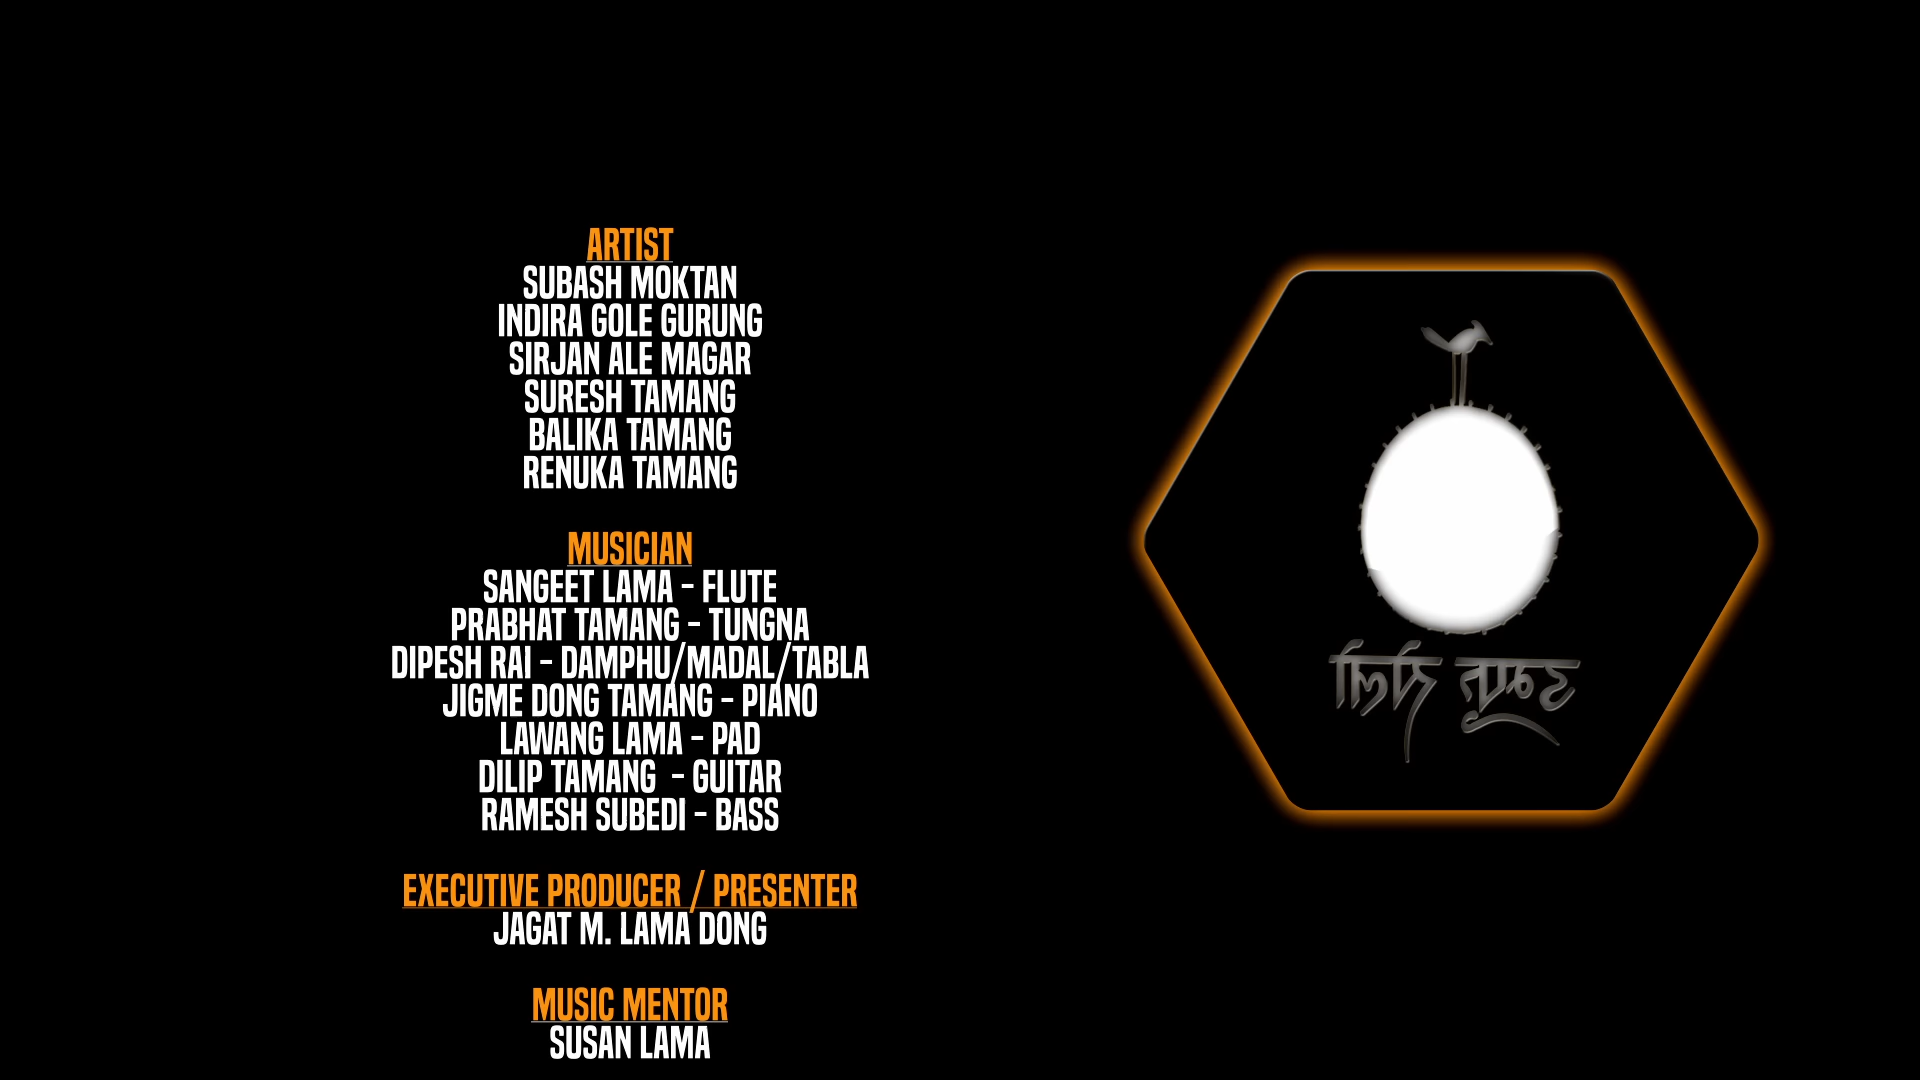 ARTIST
SUBASH MOKTAN
INDIRA GOLE GURUNG
SIRJAN ALE MAGAR
SURESH TAMANG
BALIKA TAMANG
RENUKA TAMANG
MUSICIAN
SANGEET LAMA - FLUTE
PRABHAT TAMANG - TUNGNA
DIPESH RAI - DAMPHU/MADAL/TABLA
JIGME DONG TAMANG - PIANO
LAWANG LAMA - PAD
DILIP TAMANG - GUITAR
RAMESH SUBEDI - BASS
EXECUTIVE PRODUCER / PRESENTER
JAGAT M. LAMA DONG
MUSIC MENTOR
SUSAN LAMA